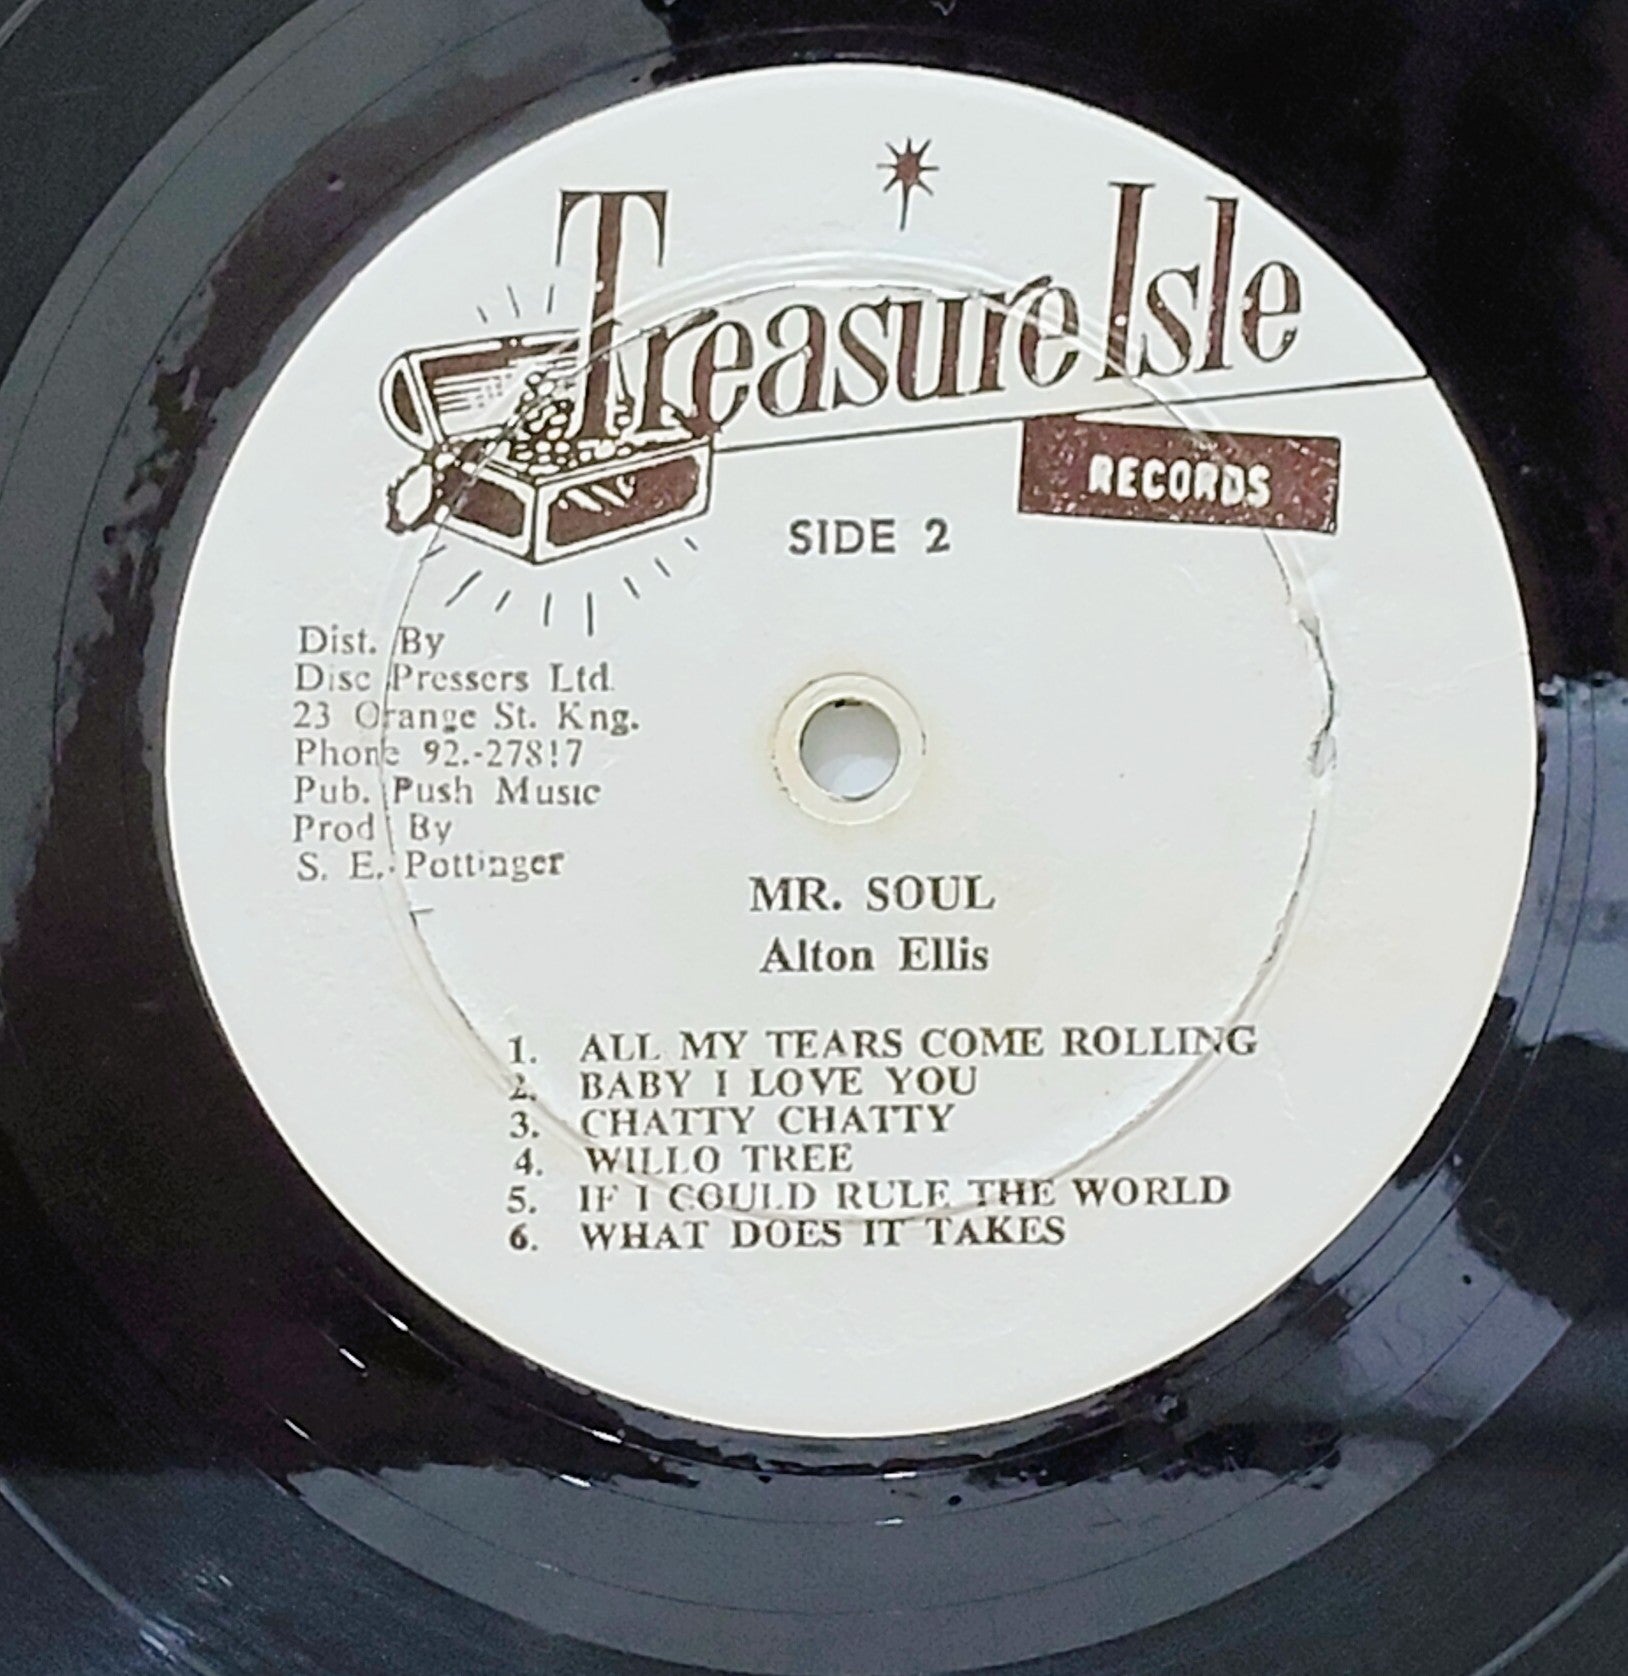 Treasure Isle
RECORDS
SIDE 2
Dist. By
Disc Pressers Ltd.
23 Orange St. Kng.
Phone 92.-27817
Pub. Push Music
Prod By
S. E. Pottinger
MR. SOUL
Alton Ellis
1. ALL MY TEARS COME ROLLING
2. BABY I LOVE YOU
3. CHATTY CHATTY
4. WILLO TREE
5. IF I COULD RULE THE WORLD
6. WHAT DOES IT TAKES